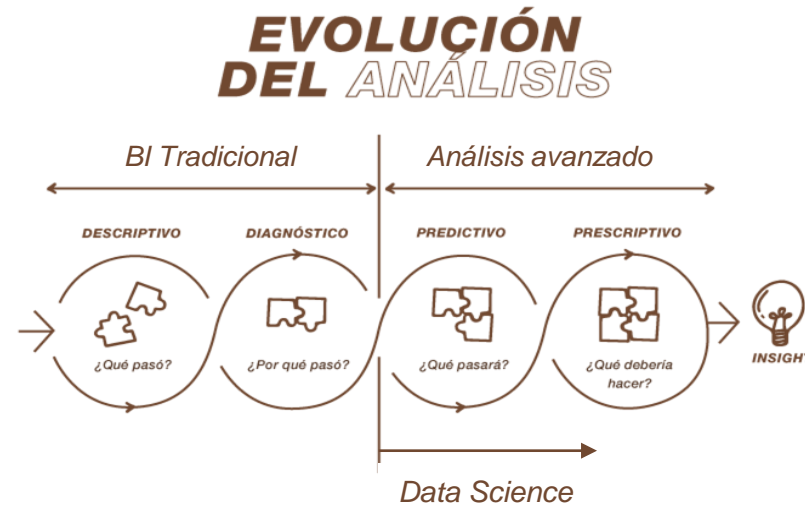 EVOLUCIÓN
DEL ANÁLISIS
BI Tradicional
Análisis avanzado
DESCRIPTIVO
DIAGNÓSTICO
PREDICTIVO
PRESCRIPTIVO
¿Qué pasó?
¿Por qué pasó?
¿Qué pasará?
¿Qué debería
hacer?
INSIGHT
Data Science